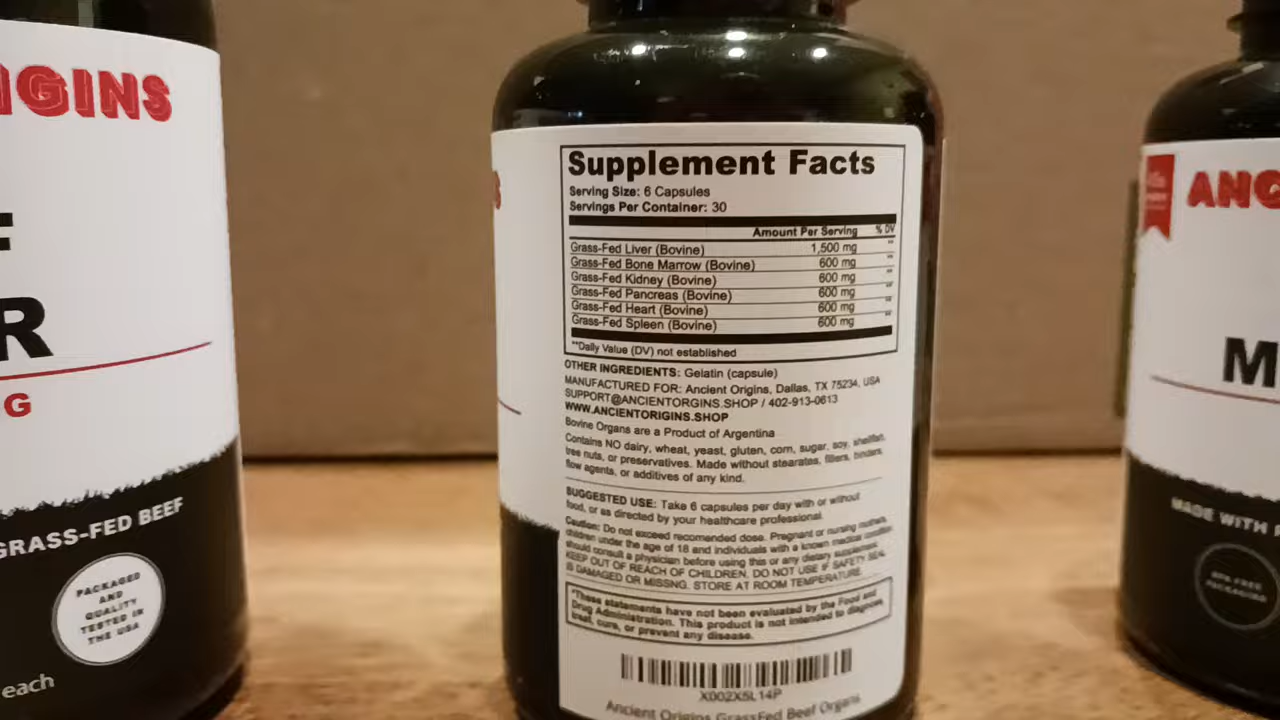 IGINS
F
R
G
GRASS-FED BEEF
PACKAGED
AND
QUALITY
TESTED IN
THE USA
each
S
Supplement Facts
Serving Size: 6 Capsules
Servings Per Container: 30
Amount Per Serving % DV
Grass-Fed Liver (Bovine) 1,500 mg **
Grass-Fed Bone Marrow (Bovine) 600 mg **
Grass-Fed Kidney (Bovine) 600 mg **
Grass-Fed Pancreas (Bovine) 600 mg **
Grass-Fed Heart (Bovine) 600 mg **
Grass-Fed Spleen (Bovine) 600 mg
**Daily Value (DV) not established
OTHER INGREDIENTS: Gelatin (capsule)
MANUFACTURED FOR: Ancient Origins, Dallas, TX 75234, USA
SUPPORT@ANCIENTORGINS.SHOP / 402-913-0613
WWW.ANCIENTORIGINS.SHOP
Bovine Organs are a Product of Argentina
Contains NO dairy, wheat, yeast, gluten, corn, sugar, soy, shellfish,
tree nuts, or preservatives. Made without stearates, fillers, binders,
flow agents, or additives of any kind.
SUGGESTED USE: Take 6 capsules per day with or without
food, or as directed by your healthcare professional.
Caution: Do not exceed recomended dose. Pregnant or nursing mothers,
children under the age of 18 and individuals with a known medical condition
should consult a physician before using this or any dietary supplement.
KEEP OUT OF REACH OF CHILDREN. DO NOT USE IF SAFETY SEAL
IS DAMAGED OR MISSNG. STORE AT ROOM TEMPERATURE.
*These statements have not been evaluated by the Food and
Drug Administration. This product is not intended to diagnose,
treat, cure, or prevent any disease.
X002X5L14P
Ancient Origins GrassFed Beef Organs
ANC
M
MADE WITH
BPA FREE
PACKAGING